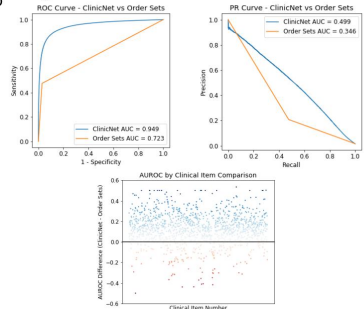 ROC Curve - ClinicNet vs Order Sets
1.0
0.8
0.6
0.4
0.2
0.0
Sensitivity
ClinicNet AUC = 0.949
Order Sets AUC = 0.723
0.0 0.2 0.4 0.6 0.8 1.0
1 - Specificity
PR Curve - ClinicNet vs Order Sets
1.0
0.8
0.6
0.4
0.2
0.0
Precision
ClinicNet AUC = 0.499
Order Sets AUC = 0.346
0.0 0.2 0.4 0.6 0.8 1.0
Recall
AUROC by Clinical Item Comparison
0.6
0.4
0.2
0.0
−0.2
−0.4
−0.6
AUROC Difference (ClinicNet - Order Sets)
Clinical Item Number